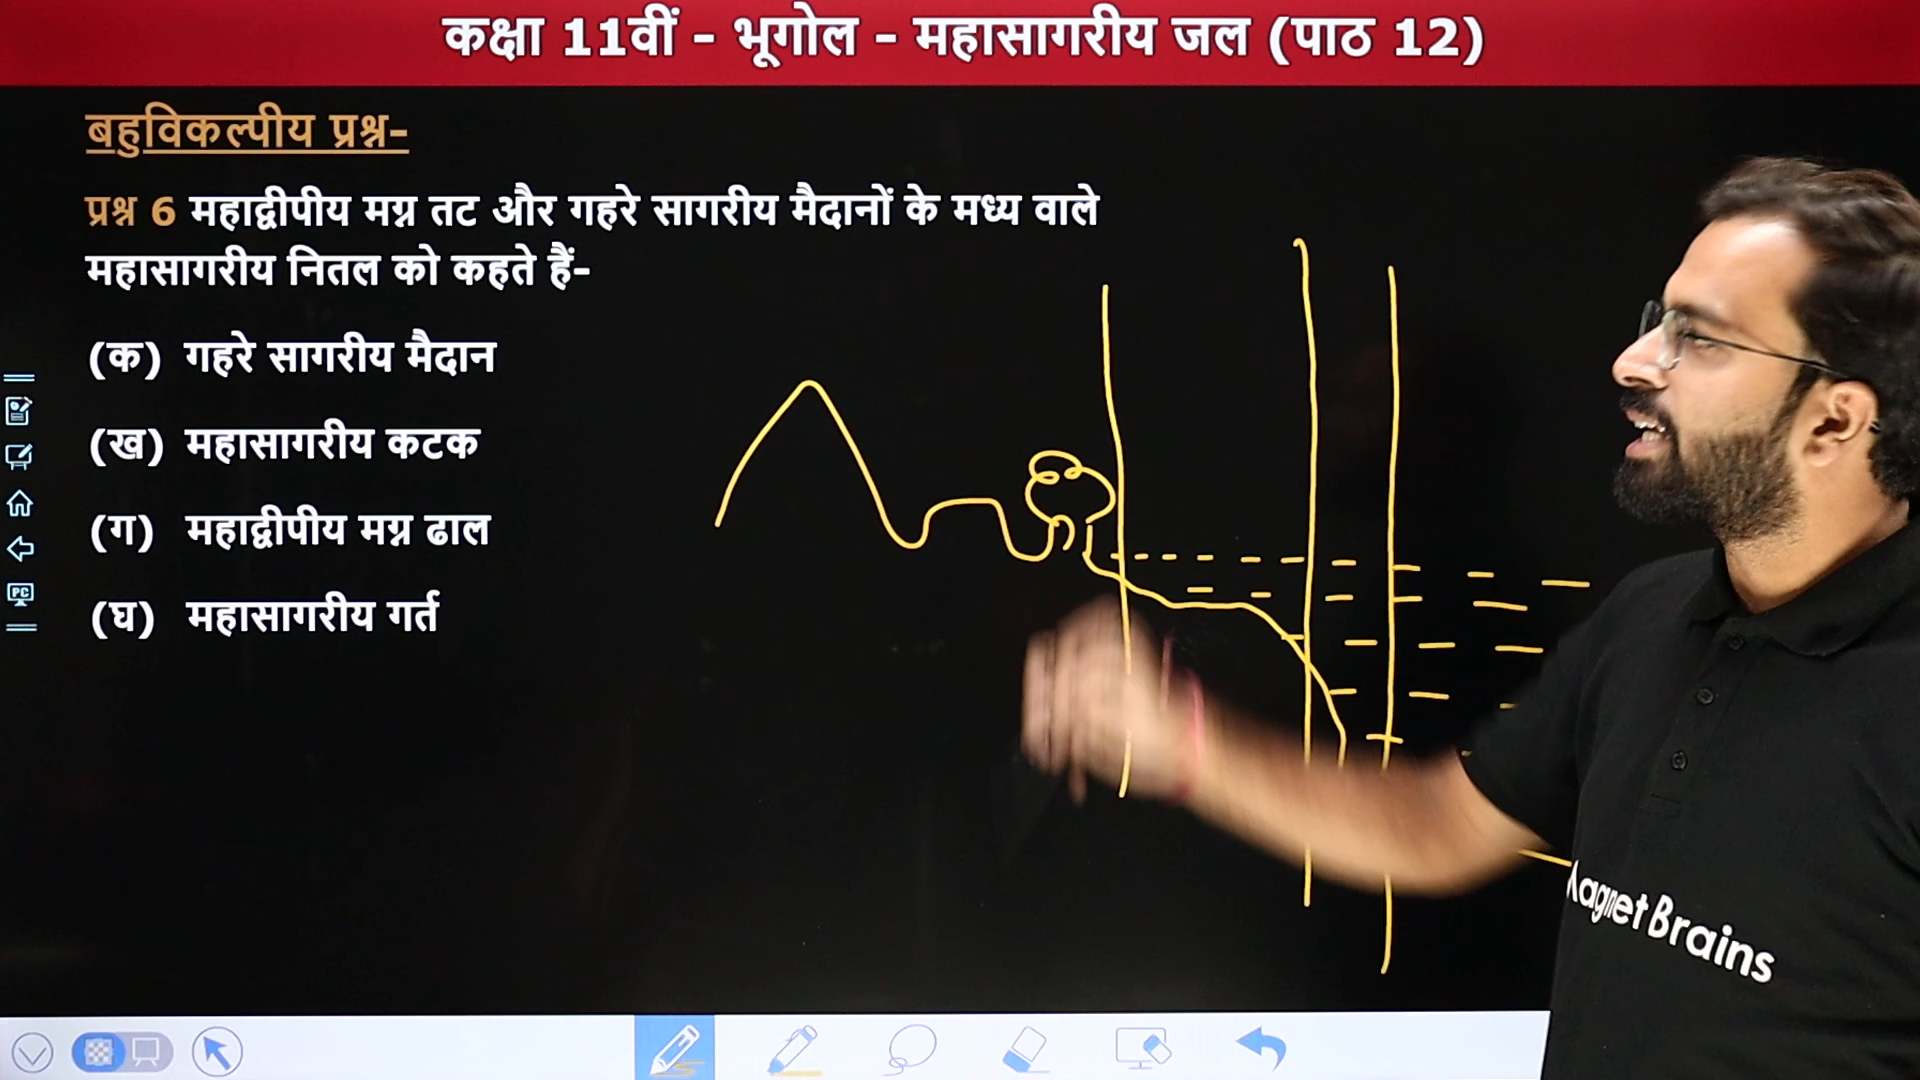 कक्षा 11वीं - भूगोल - महासागरीय जल (पाठ 12)
बहुविकल्पीय प्रश्न-
प्रश्न 6 महाद्वीपीय मग्न तट और गहरे सागरीय मैदानों के मध्य वाले
महासागरीय नितल को कहते हैं-
(क) गहरे सागरीय मैदान
(ख) महासागरीय कटक
(ग) महाद्वीपीय मग्न ढाल
(घ) महासागरीय गर्त
PC
Magnet Brains